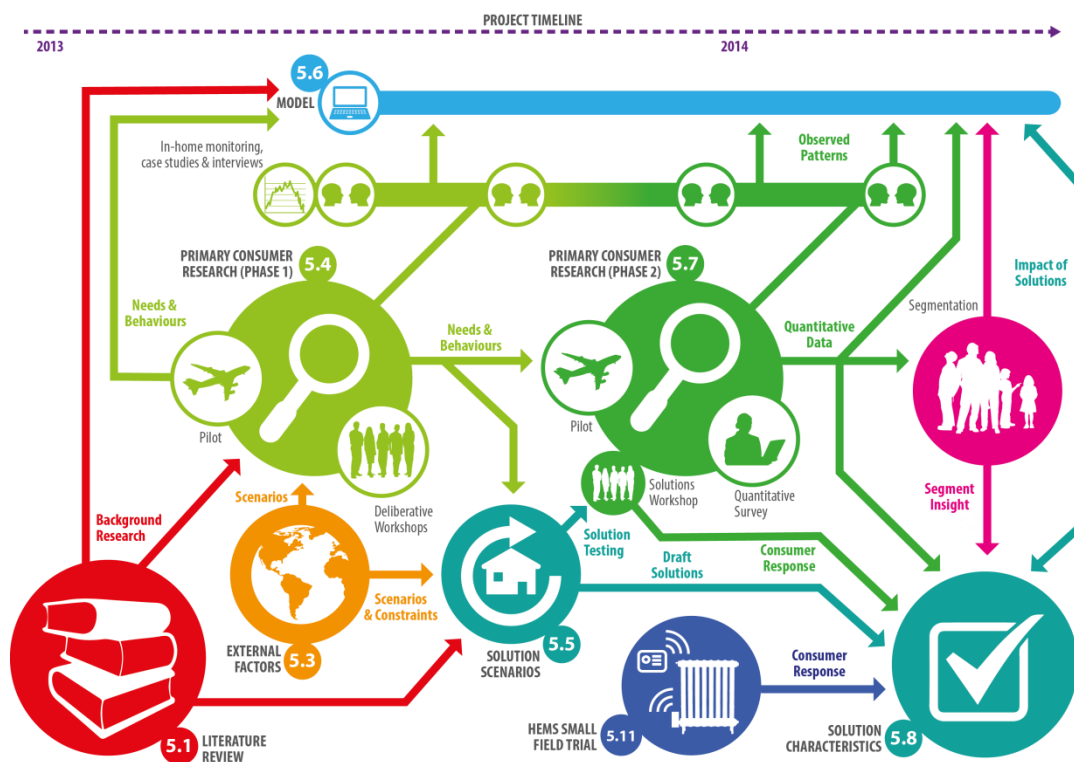 PROJECT TIMELINE
2013
2014
5.6
MODEL
In-home monitoring,
case studies & interviews
Observed
Patterns
PRIMARY CONSUMER
RESEARCH (PHASE 1)
5.4
PRIMARY CONSUMER
RESEARCH (PHASE 2)
5.7
Impact of
Solutions
Needs &
Behaviours
Needs &
Behaviours
Quantitative
Data
Segmentation
Pilot
Deliberative
Workshops
Pilot
Solutions
Workshop
Quantitative
Survey
Scenarios
Background
Research
Segment
Insight
Solution
Testing
Draft
Solutions
Consumer
Response
Scenarios
& Constraints
EXTERNAL
FACTORS
5.3
5.5
SOLUTION
SCENARIOS
Consumer
Response
HEMS SMALL
FIELD TRIAL
5.11
5.1
LITERATURE
REVIEW
SOLUTION
CHARACTERISTICS
5.8